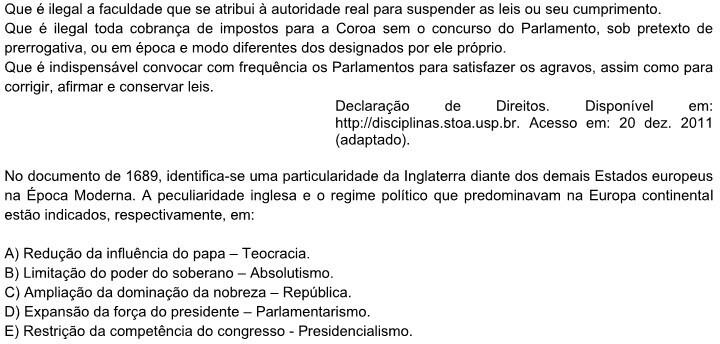 Que é ilegal a faculdade que se atribui à autoridade real para suspender as leis ou seu cumprimento.
Que é ilegal toda cobrança de impostos para a Coroa sem o concurso do Parlamento, sob pretexto de
prerrogativa, ou em época e modo diferentes dos designados por ele próprio.
Que é indispensável convocar com frequência os Parlamentos para satisfazer os agravos, assim como para
corrigir, afirmar e conservar leis.
Declaração de Direitos. Disponível em:
http://disciplinas.stoa.usp.br. Acesso em: 20 dez. 2011
(adaptado).
No documento de 1689, identifica-se uma particularidade da Inglaterra diante dos demais Estados europeus
na Época Moderna. A peculiaridade inglesa e o regime político que predominavam na Europa continental
estão indicados, respectivamente, em:
A) Redução da influência do papa – Teocracia.
B) Limitação do poder do soberano – Absolutismo.
C) Ampliação da dominação da nobreza – República.
D) Expansão da força do presidente – Parlamentarismo.
E) Restrição da competência do congresso - Presidencialismo.